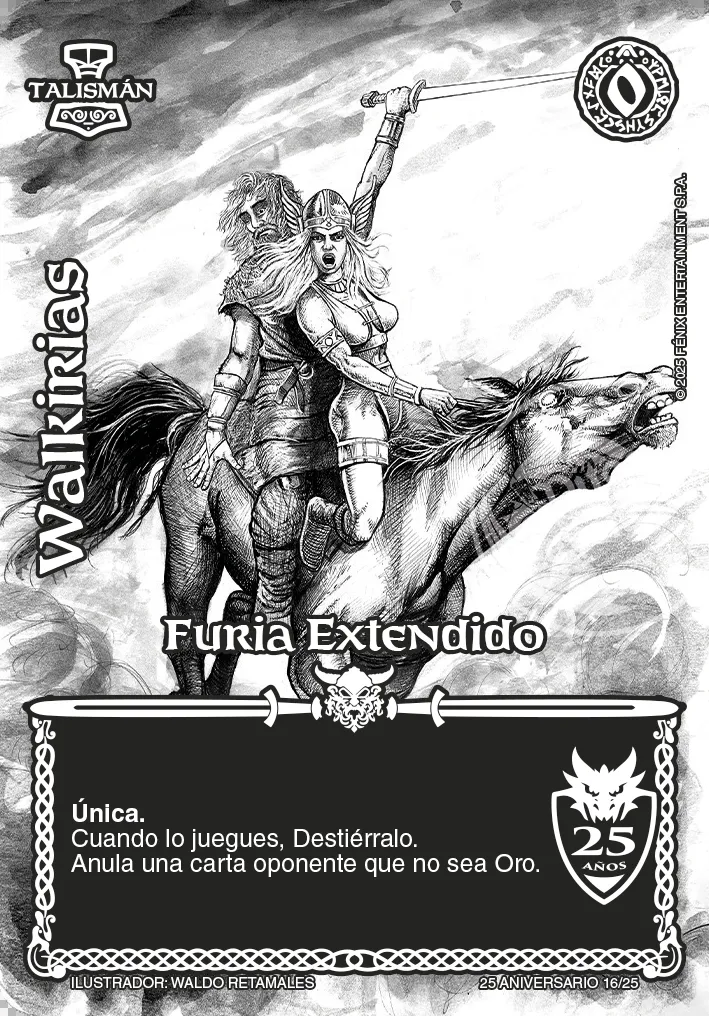 TALISMÁN
0
© 2025 FÉNIX ENTERTAINMENT S.P.A.
Walkirias
Furia Extendido
Única.
Cuando lo juegues, Destiérralo.
Anula una carta oponente que no sea Oro.
25
AÑOS
ILUSTRADOR: WALDO RETAMALES
25 ANIVERSARIO 16/25